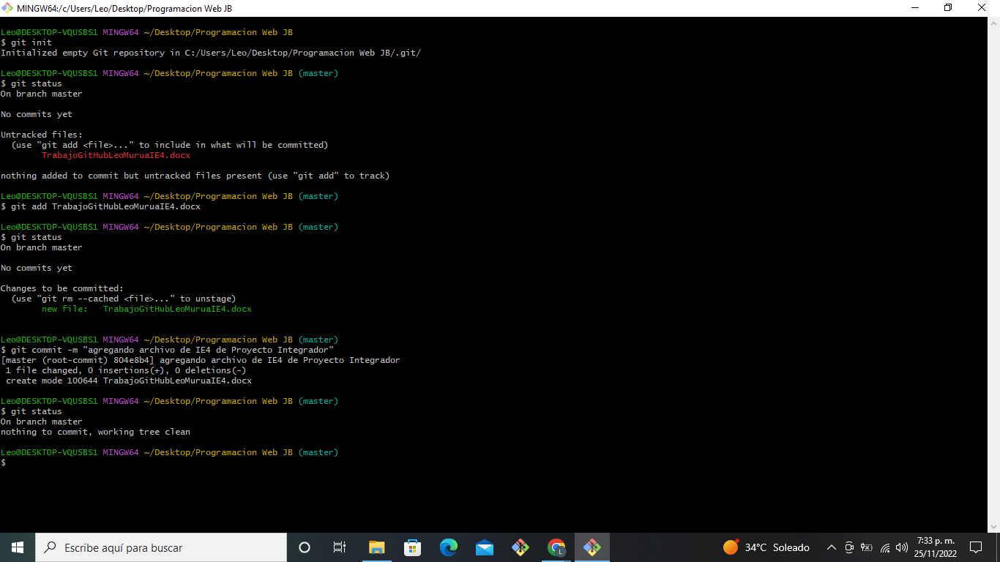 MINGW64:/c/Users/Leo/Desktop/Programacion Web JB
Leo@DESKTOP-VQUSBS1 MINGW64 ~/Desktop/Programacion Web JB
$ git init
Initialized empty Git repository in C:/Users/Leo/Desktop/Programacion Web JB/.git/
Leo@DESKTOP-VQUSBS1 MINGW64 ~/Desktop/Programacion Web JB (master)
$ git status
On branch master
No commits yet
Untracked files:
  (use "git add <file>..." to include in what will be committed)
        TrabajoGitHubLeoMuruaIE4.docx
nothing added to commit but untracked files present (use "git add" to track)
Leo@DESKTOP-VQUSBS1 MINGW64 ~/Desktop/Programacion Web JB (master)
$ git add TrabajoGitHubLeoMuruaIE4.docx
Leo@DESKTOP-VQUSBS1 MINGW64 ~/Desktop/Programacion Web JB (master)
$ git status
On branch master
No commits yet
Changes to be committed:
  (use "git rm --cached <file>..." to unstage)
        new file:   TrabajoGitHubLeoMuruaIE4.docx
Leo@DESKTOP-VQUSBS1 MINGW64 ~/Desktop/Programacion Web JB (master)
$ git commit -m "agregando archivo de IE4 de Proyecto Integrador"
[master (root-commit) 804e8b4] agregando archivo de IE4 de Proyecto Integrador
 1 file changed, 0 insertions(+), 0 deletions(-)
 create mode 100644 TrabajoGitHubLeoMuruaIE4.docx
Leo@DESKTOP-VQUSBS1 MINGW64 ~/Desktop/Programacion Web JB (master)
$ git status
On branch master
nothing to commit, working tree clean
Leo@DESKTOP-VQUSBS1 MINGW64 ~/Desktop/Programacion Web JB (master)
$
Escribe aquí para buscar
L
34°C Soleado
7:33 p. m.
25/11/2022